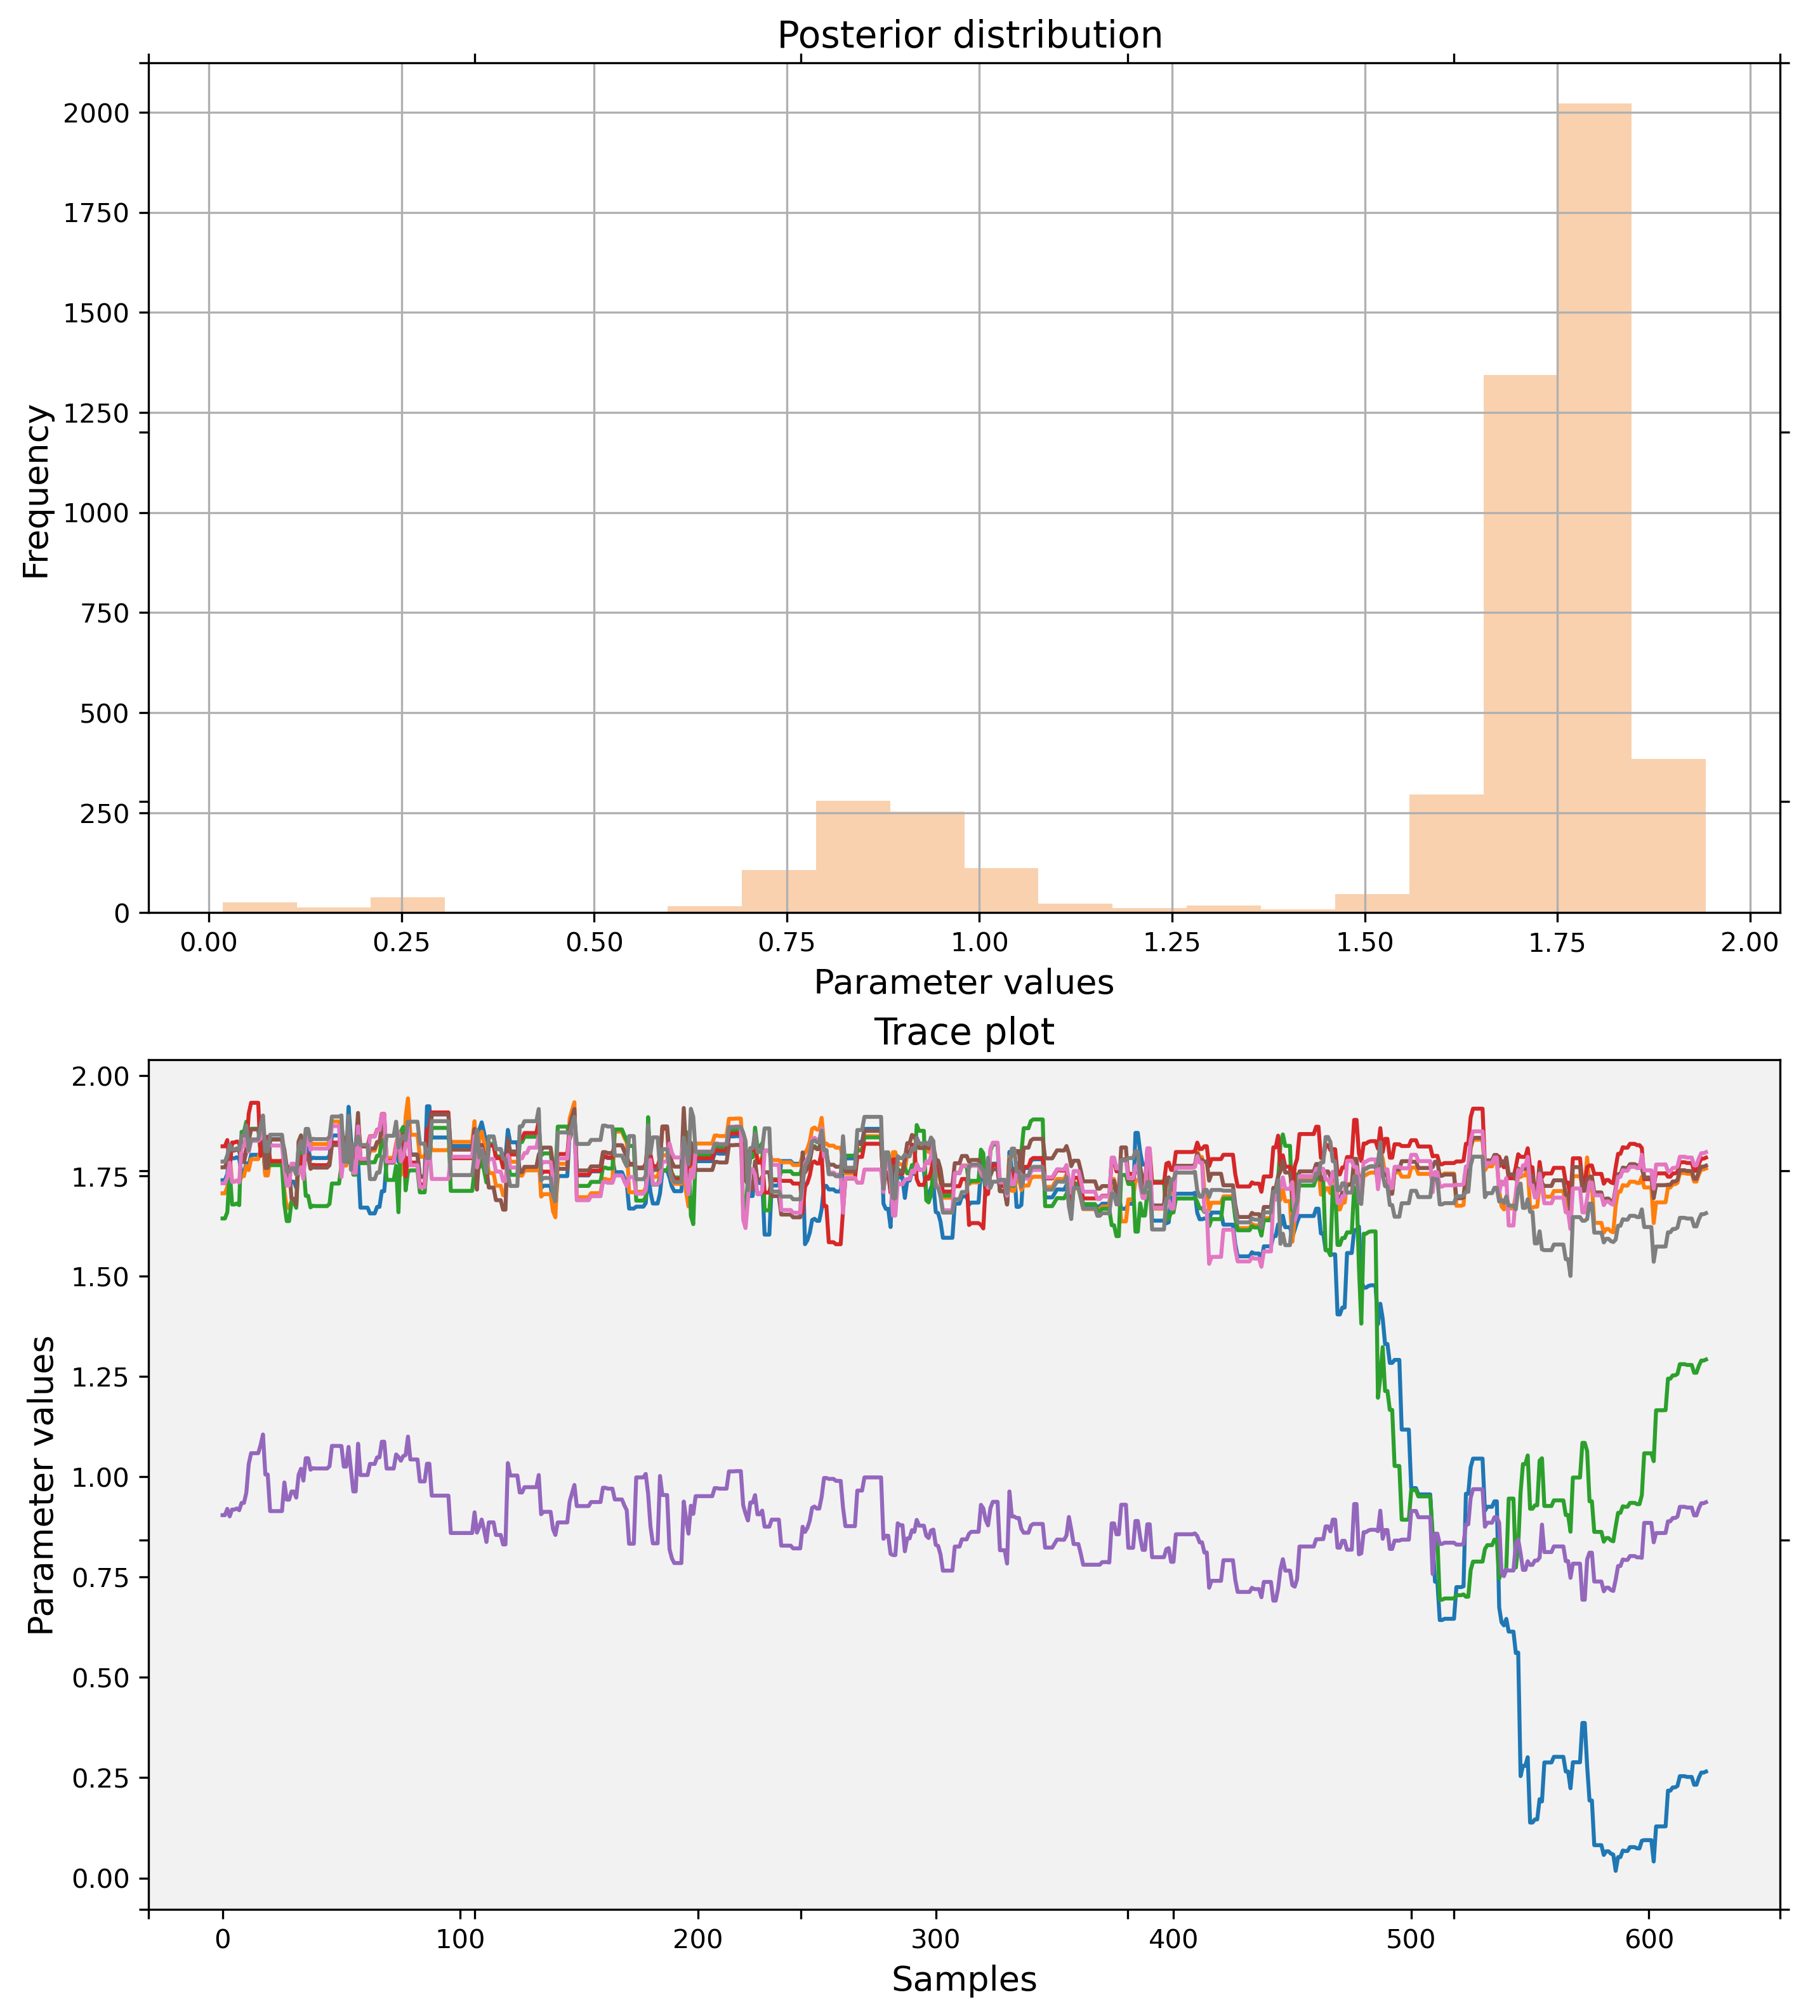 Posterior distribution
2000
1750
1500
1250
1000
750
500
250
0
Frequency
0.00 0.25 0.50 0.75 1.00 1.25 1.50 1.75 2.00
Parameter values
Trace plot
2.00
1.75
1.50
1.25
1.00
0.75
0.50
0.25
0.00
Parameter values
0 100 200 300 400 500 600
Samples